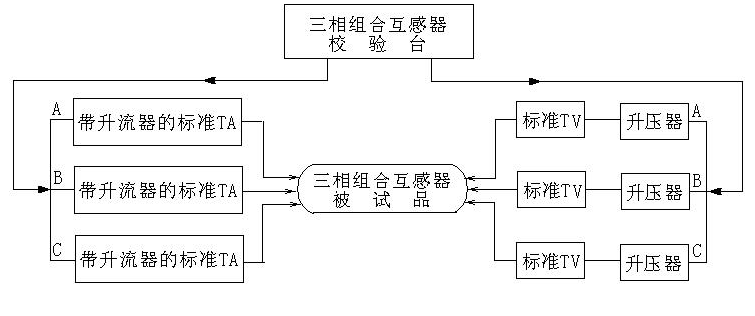 三相组合互感器
校 验 台
A
带升流器的标准TA
标准TV
升压器
A
B
带升流器的标准TA
三相组合互感器
被 试 品
标准TV
升压器
B
C
带升流器的标准TA
标准TV
升压器
C